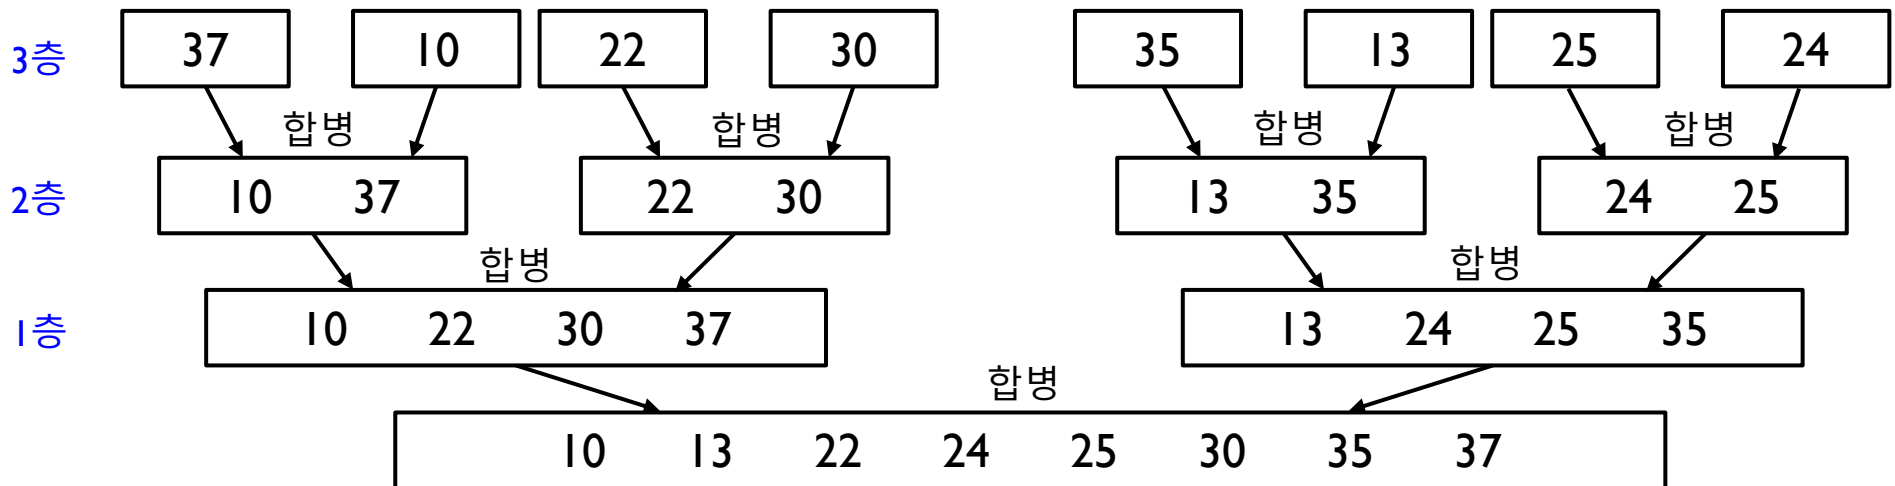 3층 37 10 22 30 35 13 25 24
합병 합병 합병 합병
2층 10 37 22 30 13 35 24 25
합병 합병
1층 10 22 30 37 13 24 25 35
합병
10 13 22 24 25 30 35 37